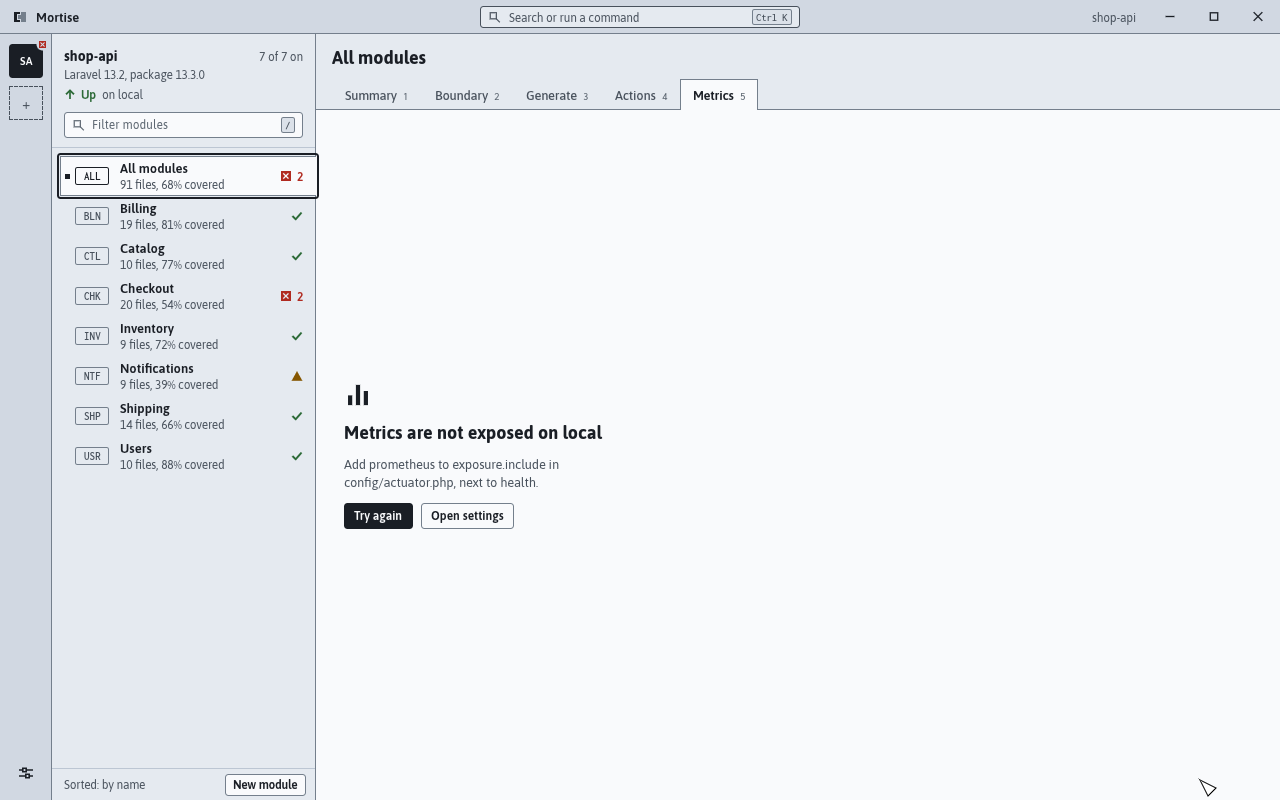 Mortise
Search or run a command
Ctrl K
shop-api
SA
+
shop-api
7 of 7 on
Laravel 13.2, package 13.3.0
Up on local
Filter modules
/
ALL
All modules
91 files, 68% covered
2
BLN
Billing
19 files, 81% covered
CTL
Catalog
10 files, 77% covered
CHK
Checkout
20 files, 54% covered
2
INV
Inventory
9 files, 72% covered
NTF
Notifications
9 files, 39% covered
SHP
Shipping
14 files, 66% covered
USR
Users
10 files, 88% covered
Sorted: by name
New module
All modules
Summary 1
Boundary 2
Generate 3
Actions 4
Metrics 5
Metrics are not exposed on local
Add prometheus to exposure.include in
config/actuator.php, next to health.
Try again
Open settings